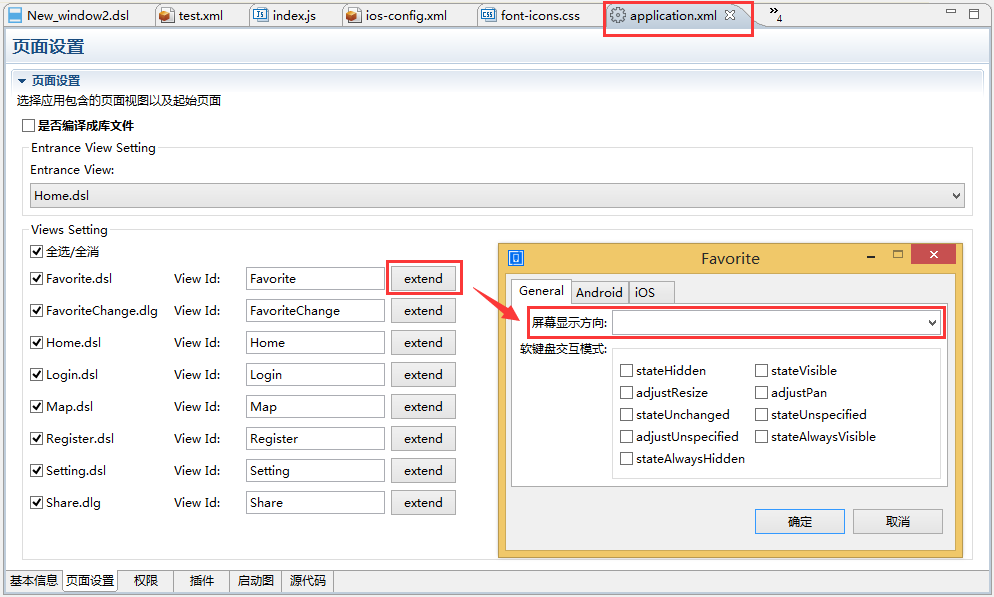 New_window2.dsl test.xml index.js ios-config.xml font-icons.css application.xml »4
页面设置
页面设置
选择应用包含的页面视图以及起始页面
是否编译成库文件
Entrance View Setting
Entrance View:
Home.dsl
Views Setting
全选/全消
Favorite.dsl View Id: Favorite extend
FavoriteChange.dlg View Id: FavoriteChange extend
Home.dsl View Id: Home extend
Login.dsl View Id: Login extend
Map.dsl View Id: Map extend
Register.dsl View Id: Register extend
Setting.dsl View Id: Setting extend
Share.dlg View Id: Share extend
Favorite
General Android iOS
屏幕显示方向:
软键盘交互模式:
stateHidden stateVisible
adjustResize adjustPan
stateUnchanged stateUnspecified
adjustUnspecified stateAlwaysVisible
stateAlwaysHidden
确定 取消
基本信息 页面设置 权限 插件 启动图 源代码